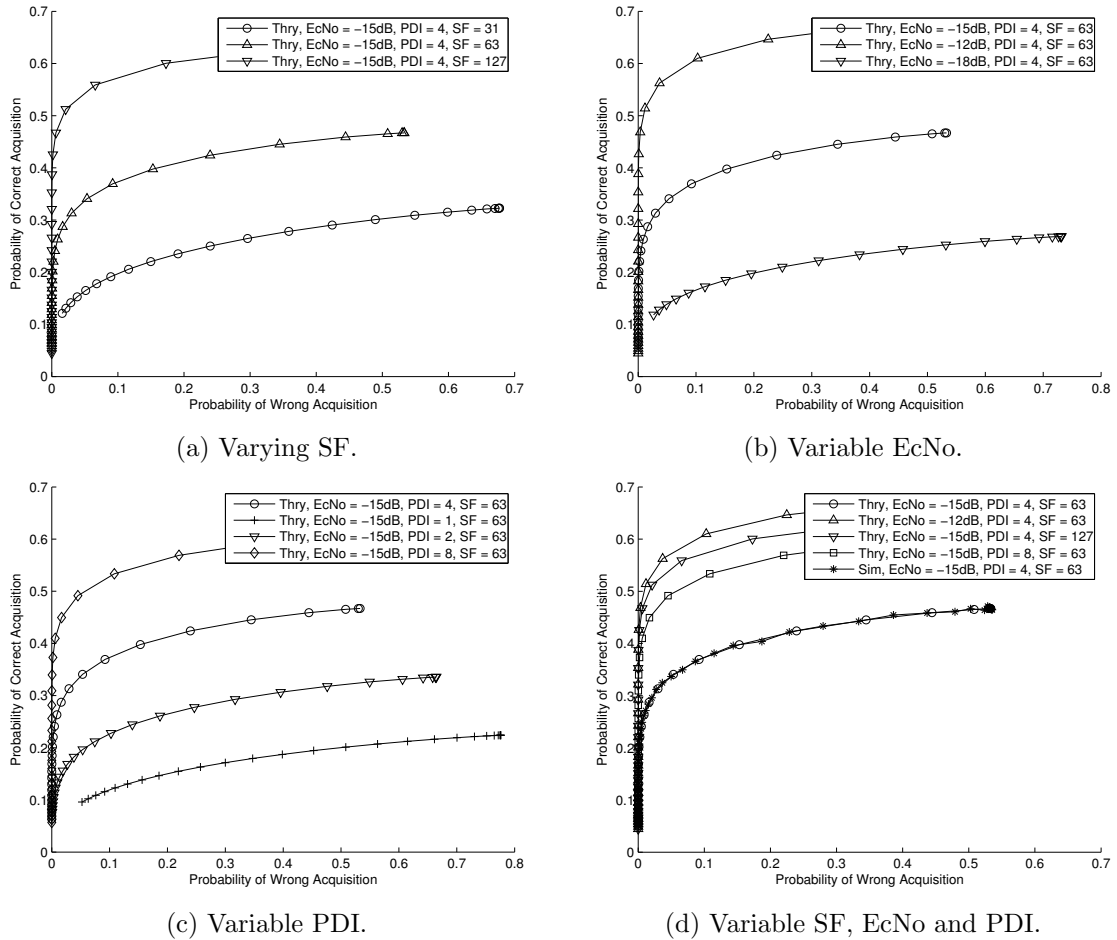 0.7
0.6
0.5
0.4
0.3
0.2
0.1
0
Probability of Correct Acquisition
Thry, EcNo = −15dB, PDI = 4, SF = 31
Thry, EcNo = −15dB, PDI = 4, SF = 63
Thry, EcNo = −15dB, PDI = 4, SF = 127
0 0.1 0.2 0.3 0.4 0.5 0.6 0.7
Probability of Wrong Acquisition
(a) Varying SF.
0.7
0.6
0.5
0.4
0.3
0.2
0.1
0
Probability of Correct Acquisition
Thry, EcNo = −15dB, PDI = 4, SF = 63
Thry, EcNo = −12dB, PDI = 4, SF = 63
Thry, EcNo = −18dB, PDI = 4, SF = 63
0 0.1 0.2 0.3 0.4 0.5 0.6 0.7 0.8
Probability of Wrong Acquisition
(b) Variable EcNo.
0.7
0.6
0.5
0.4
0.3
0.2
0.1
0
Probability of Correct Acquisition
Thry, EcNo = −15dB, PDI = 4, SF = 63
Thry, EcNo = −15dB, PDI = 1, SF = 63
Thry, EcNo = −15dB, PDI = 2, SF = 63
Thry, EcNo = −15dB, PDI = 8, SF = 63
0 0.1 0.2 0.3 0.4 0.5 0.6 0.7 0.8
Probability of Wrong Acquisition
(c) Variable PDI.
0.7
0.6
0.5
0.4
0.3
0.2
0.1
0
Probability of Correct Acquisition
Thry, EcNo = −15dB, PDI = 4, SF = 63
Thry, EcNo = −12dB, PDI = 4, SF = 63
Thry, EcNo = −15dB, PDI = 4, SF = 127
Thry, EcNo = −15dB, PDI = 8, SF = 63
Sim, EcNo = −15dB, PDI = 4, SF = 63
0 0.1 0.2 0.3 0.4 0.5 0.6 0.7
Probability of Wrong Acquisition
(d) Variable SF, EcNo and PDI.